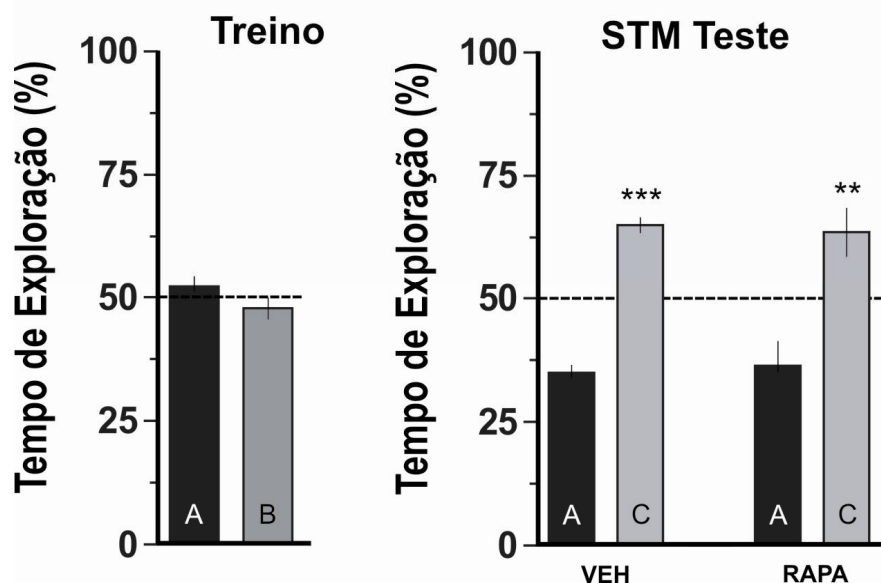 Treino
Tempo de Exploração (%)
100
75
50
25
0
A
B
STM Teste
Tempo de Exploração (%)
100
75
50
25
0
***
**
A
C
A
C
VEH
RAPA